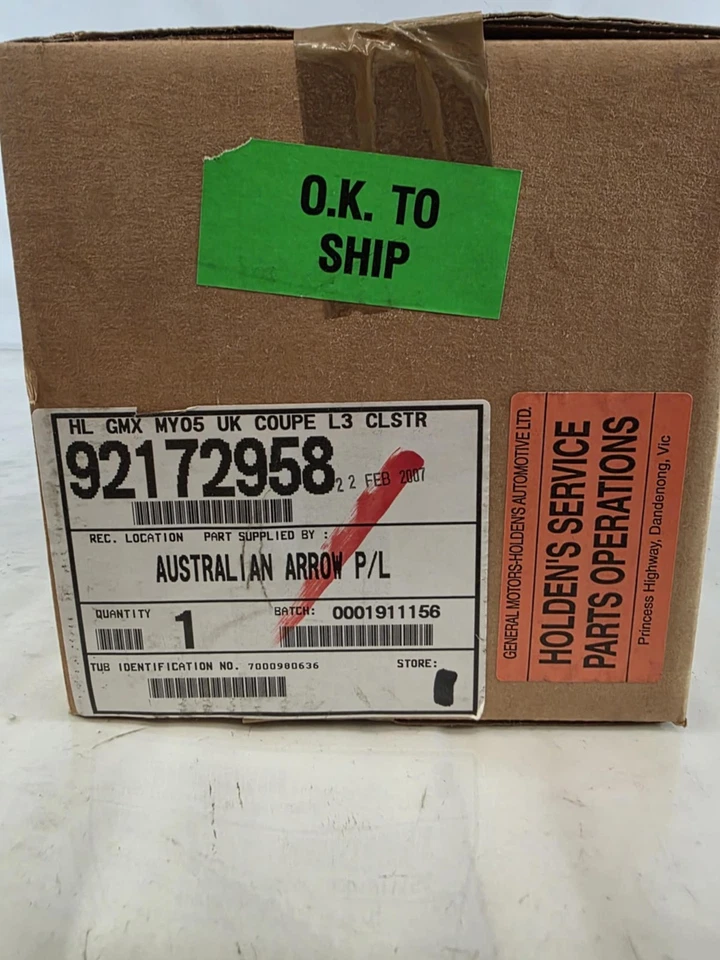 O.K. TO
SHIP
HL GMX MY05 UK COUPE L3 CLSTR
92172958
22 FEB 2007
REC. LOCATION PART SUPPLIED BY :
AUSTRALIAN ARROW P/L
QUANTITY 1 BATCH: 0001911156
TUB IDENTIFICATION NO. 7000900636 STORE:
GENERAL MOTORS-HOLDEN'S AUTOMOTIVE LTD.
HOLDEN'S SERVICE
PARTS OPERATIONS
Princess Highway, Dandenong, Vic